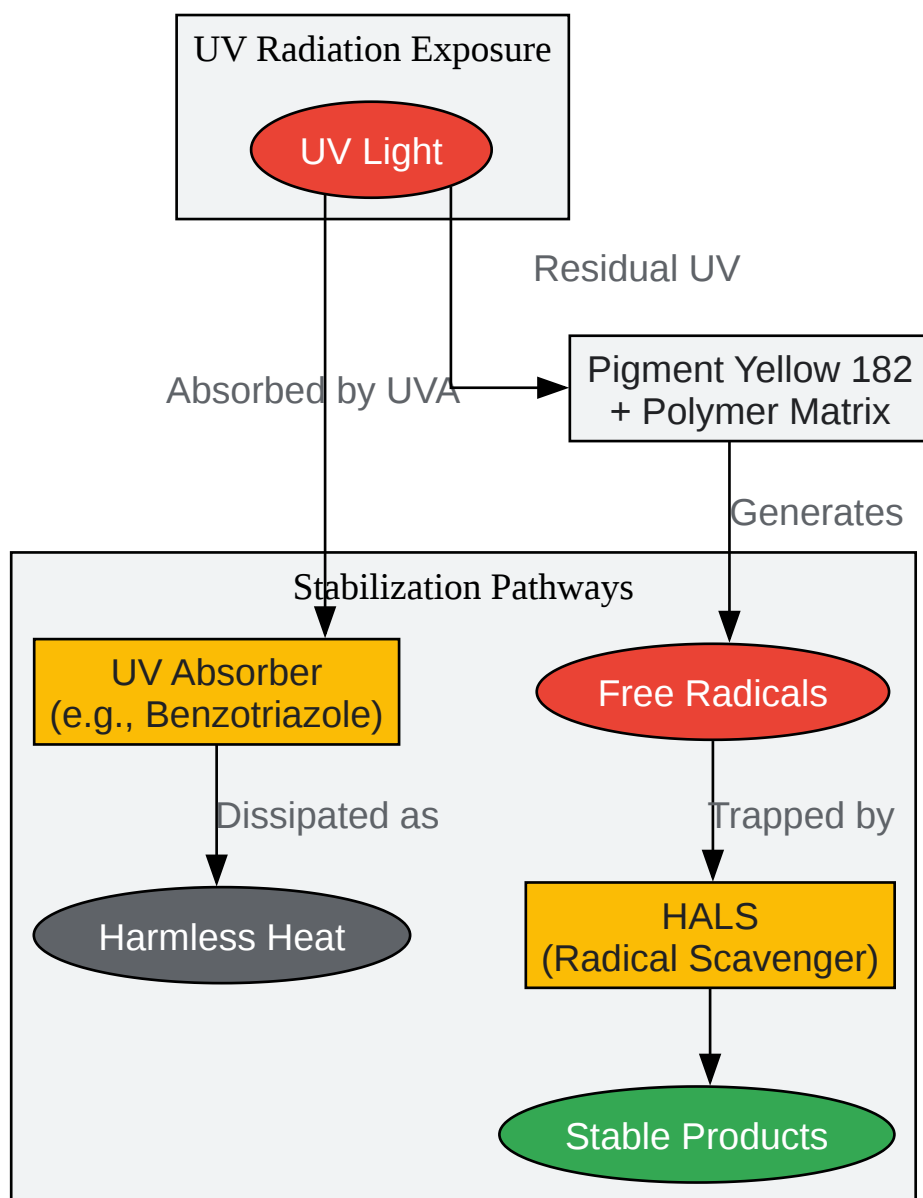 UV Radiation Exposure
UV Light
Residual UV
Absorbed by UVA
Pigment Yellow 182
+ Polymer Matrix
Generates
Stabilization Pathways
UV Absorber
(e.g., Benzotriazole)
Free Radicals
Dissipated as
Trapped by
Harmless Heat
HALS
(Radical Scavenger)
Stable Products